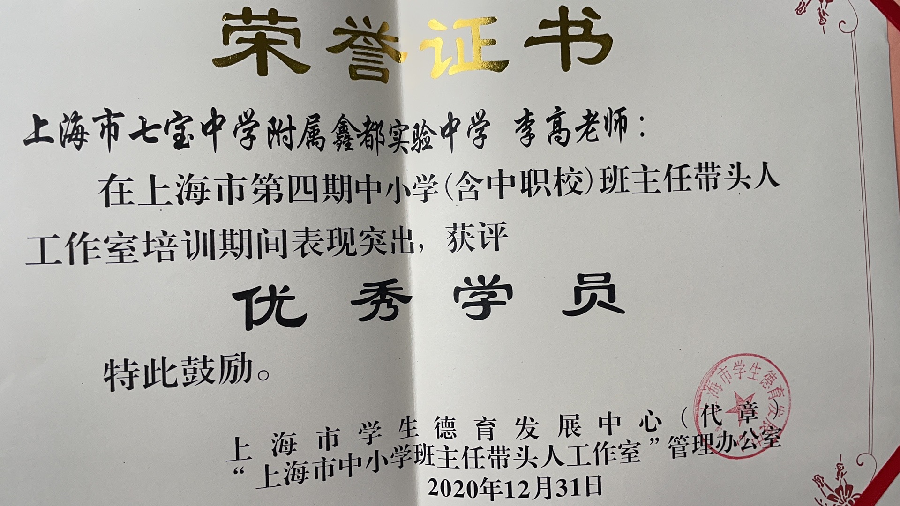 荣誉证书
上海市七宝中学附属鑫都实验中学 李高老师：
在上海市第四期中小学(含中职校)班主任带头人
工作室培训期间表现突出，获评
优秀学员
特此鼓励。
上海市学生德育发展中心(代章)
“上海市中小学班主任带头人工作室”管理办公室
2020年12月31日
海市学生德育发展